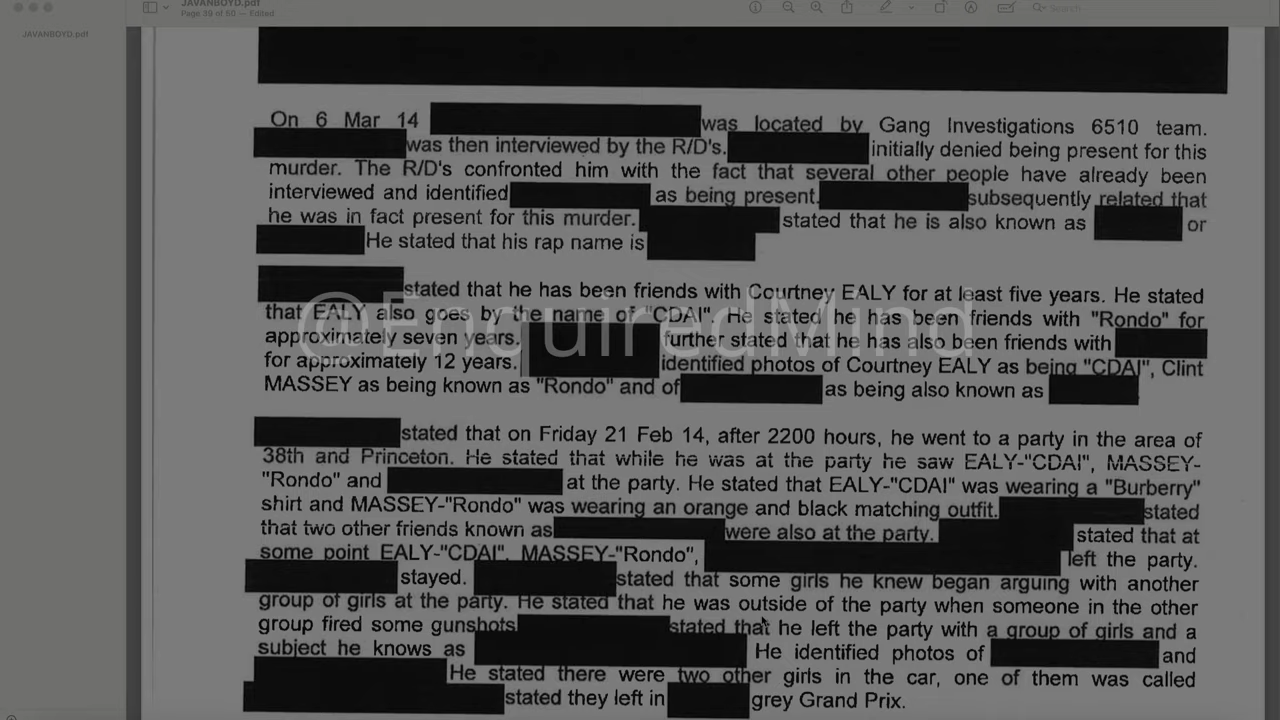 JAVANBOYD.pdf
Page 39 of 60 – Edited
Search
JAVANBOYD.pdf
On 6 Mar 14 was located by Gang Investigations 6510 team.
was then interviewed by the R/D's. initially denied being present for this
murder. The R/D's confronted him with the fact that several other people have already been
interviewed and identified as being present. subsequently related that
he was in fact present for this murder. stated that he is also known as or
He stated that his rap name is
stated that he has been friends with Courtney EALY for at least five years. He stated
that EALY also goes by the name of "CDAI". He stated he has been friends with "Rondo" for
approximately seven years. further stated that he has also been friends with
for approximately 12 years. identified photos of Courtney EALY as being "CDAI", Clint
MASSEY as being known as "Rondo" and of as being also known as
@EnquiredMind
stated that on Friday 21 Feb 14, after 2200 hours, he went to a party in the area of
38th and Princeton. He stated that while he was at the party he saw EALY-"CDAI", MASSEY-
"Rondo" and at the party. He stated that EALY-"CDAI" was wearing a "Burberry"
shirt and MASSEY-"Rondo" was wearing an orange and black matching outfit. stated
that two other friends known as were also at the party. stated that at
some point EALY-"CDAI", MASSEY-"Rondo", left the party.
stayed. stated that some girls he knew began arguing with another
group of girls at the party. He stated that he was outside of the party when someone in the other
group fired some gunshots stated that he left the party with a group of girls and a
subject he knows as He identified photos of and
He stated there were two other girls in the car, one of them was called
stated they left in grey Grand Prix.